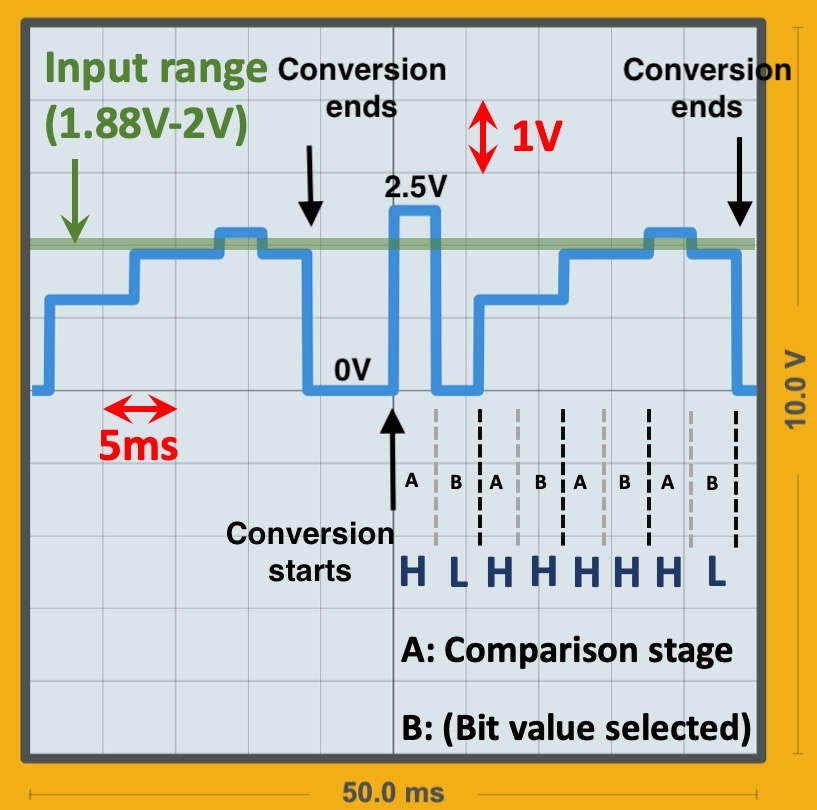 Input range
(1.88V-2V)
Conversion
ends
Conversion
ends
1V
2.5V
0V
5ms
10.0 V
A B A B A B A B
Conversion
starts
H L H H H H H L
A: Comparison stage
B: (Bit value selected)
50.0 ms